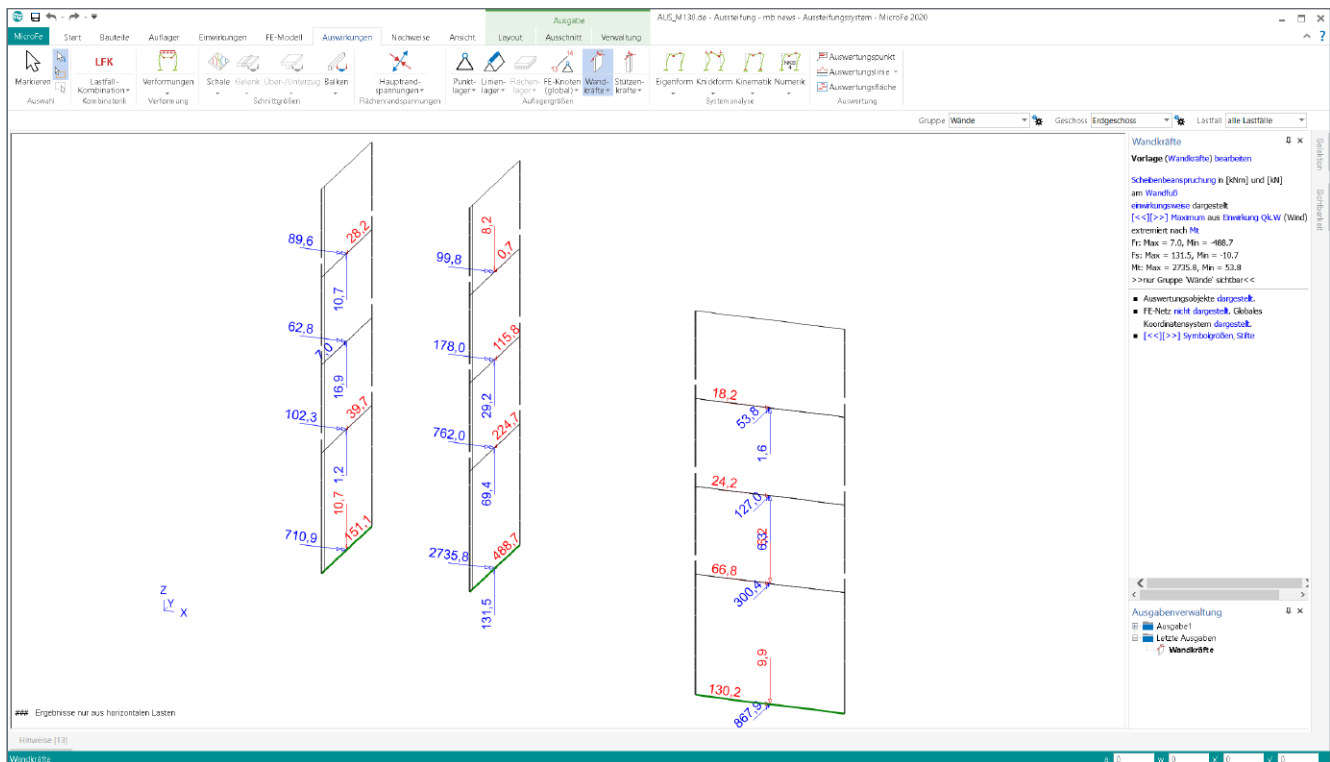 AUS_M130.de - Aussteifung - mb news - Aussteifungssystem - MicroFe 2020
Ausgabe
MicroFe Start Bauteile Auflager Einwirkungen FE-Modell Auswirkungen Nachweise Ansicht Layout Ausschnitt Verwaltung
Markieren
Auswahl
LFK
Lastfall-
Kombination
Kombinatorik
Verformungen
Verformung
Schale Gelenk Über-/Unterzug Balken
Schnittgrößen
Hauptrand-
spannungen
Flächenrandspannungen
Punkt-
lager
Linien-
lager
Flächen-
lager
FE-Knoten
(global)
Wand-
kräfte
Stützen-
kräfte
Auflagergrößen
Eigenform Knickform Kinematik Numerik
Systemanalyse
Auswertungspunkt
Auswertungslinie
Auswertungsfläche
Auswertung
Gruppe Wände Geschoss Erdgeschoss Lastfall alle Lastfälle
Wandkräfte
Vorlage (Wandkräfte) bearbeiten
Scheibenbeanspruchung in [kNm] und [kN]
am Wandfuß
einwirkungsweise dargestellt
[<<][>>] Maximum aus Einwirkung Qk.W (Wind)
extremiert nach Mt
Fr: Max = 7.0, Min = -488.7
Fs: Max = 131.5, Min = -10.7
Mt: Max = 2735.8, Min = 53.8
>>nur Gruppe 'Wände' sichtbar<<
Auswertungsobjekte dargestellt.
FE-Netz nicht dargestellt. Globales
Koordinatensystem dargestellt.
[<<][>>] Symbolgrößen, Stifte
Selektion
Sichtbarkeit
89,6
28,2
10,7
62,8
7,0
16,9
102,3
39,7
1,2
10,7
710,9
151,1
8,2
99,8
0,7
178,0
115,8
29,2
762,0
224,7
69,4
2735,8
488,7
131,5
18,2
53,8
1,6
24,2
127,0
66,8
300,4
9,9
130,2
867,9
Z
Y
X
### Ergebnisse nur aus horizontalen Lasten
Ausgabenverwaltung
Ausgabe1
Letzte Ausgaben
Wandkräfte
Hinweise [13]
Wandkräfte
a 0 w 0 x 0 y 0